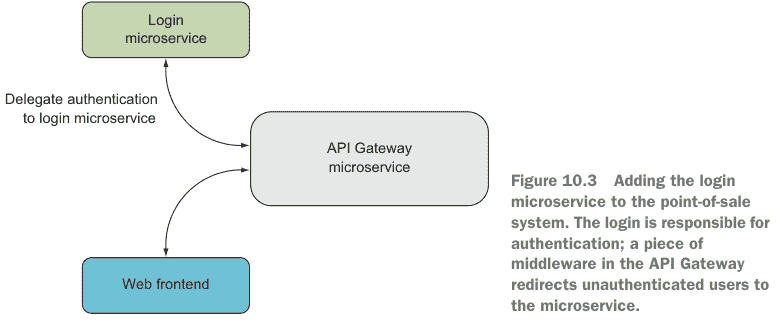 Login
microservice
Delegate authentication
to login microservice
API Gateway
microservice
Web frontend
Figure 10.3 Adding the login
microservice to the point-of-sale
system. The login is responsible for
authentication; a piece of
middleware in the API Gateway
redirects unauthenticated users to
the microservice.